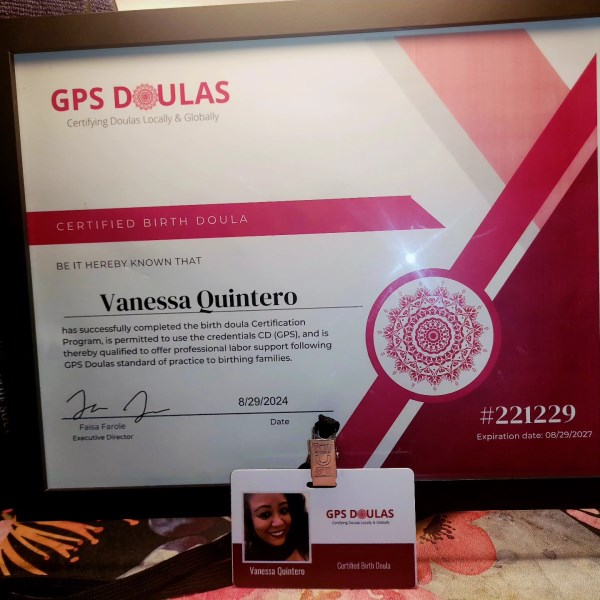 GPS DOULAS
Certifying Doulas Locally & Globally
CERTIFIED BIRTH DOULA
BE IT HEREBY KNOWN THAT
Vanessa Quintero
has successfully completed the birth doula Certification
Program, is permitted to use the credentials CD (GPS), and is
thereby qualified to offer professional labor support following
GPS Doulas standard of practice to birthing families.
8/29/2024
Faisa Farole
Date
Executive Director
#221229
Expiration date: 08/29/2027
GPS DOULAS
Certifying Doulas Locally & Globally
Vanessa Quintero
Certified Birth Doula